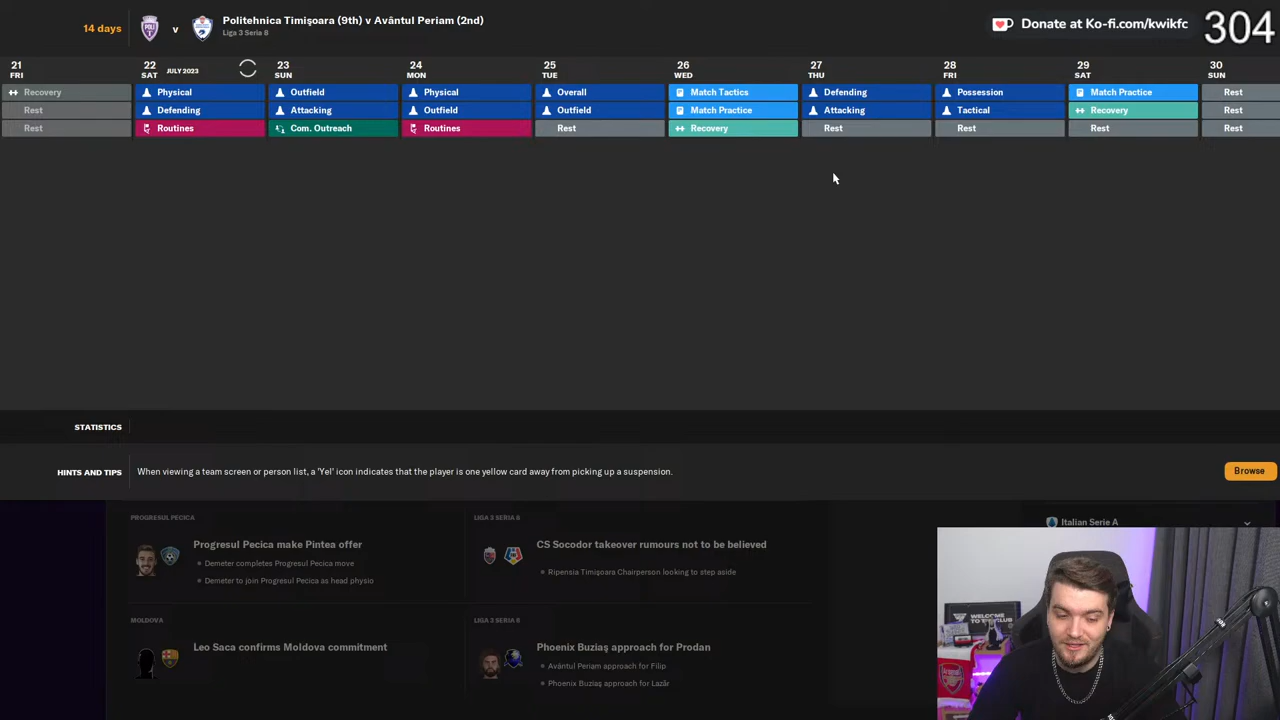 14 days
v
Politehnica Timișoara (9th) v Avântul Periam (2nd)
Liga 3 Seria 8
Donate at Ko-fi.com/kwikfc
304
21
FRI
22
SAT JULY 2023
23
SUN
24
MON
25
TUE
26
WED
27
THU
28
FRI
29
SAT
30
SUN
Recovery Physical Outfield Physical Overall Match Tactics Defending Possession Match Practice Rest
Rest Defending Attacking Outfield Outfield Match Practice Attacking Tactical Recovery Rest
Rest Routines Com. Outreach Routines Rest Recovery Rest Rest Rest Rest
STATISTICS
HINTS AND TIPS
When viewing a team screen or person list, a 'Yel' icon indicates that the player is one yellow card away from picking up a suspension.
Browse
PROGRESUL PECICA
Progresul Pecica make Pintea offer
Demeter completes Progresul Pecica move
Demeter to join Progresul Pecica as head physio
LIGA 3 SERIA 8
CS Socodor takeover rumours not to be believed
Ripensia Timișoara Chairperson looking to step aside
Italian Serie A
MOLDOVA
Leo Saca confirms Moldova commitment
LIGA 3 SERIA 8
Phoenix Buziaș approach for Prodan
Avântul Periam approach for Filip
Phoenix Buziaș approach for Lazăr
WELCOME
Arsenal